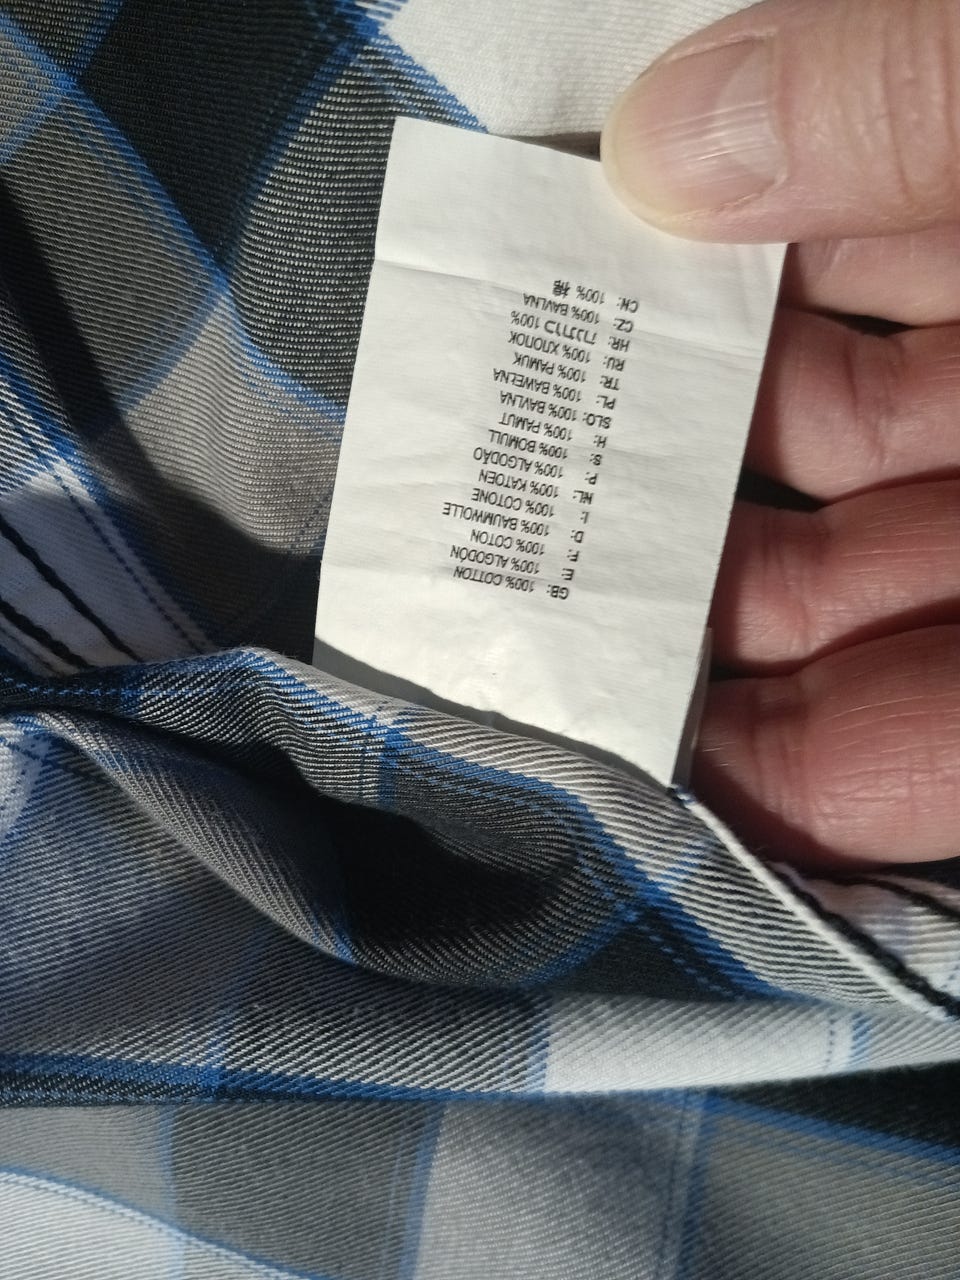 GB: 100% COTTON
E: 100% ALGODÓN
F: 100% COTON
D: 100% BAUMWOLLE
I: 100% COTONE
NL: 100% KATOEN
P: 100% ALGODÃO
S: 100% BOMULL
H: 100% PAMUT
SLO: 100% BAVLNA
PL: 100% BAWEŁNA
TR: 100% PAMUK
RU: 100% ХЛОПОК
HR: 100%
CZ: 100% BAVLNA
CN: 100% 棉